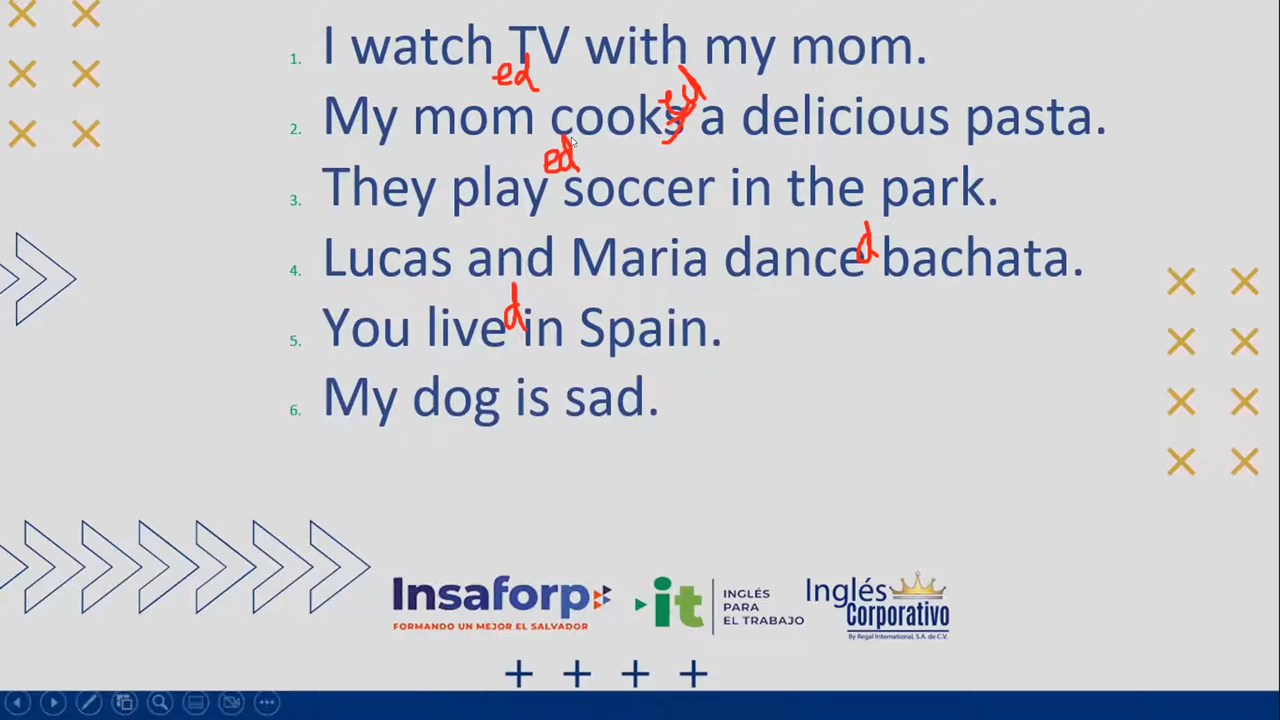 1. I watch TV with my mom.
ed
ed
2. My mom cooks a delicious pasta.
ed
3. They play soccer in the park.
d
4. Lucas and Maria dance bachata.
d
5. You live in Spain.
6. My dog is sad.
Insaforp
FORMANDO UN MEJOR EL SALVADOR
it
INGLÉS
PARA
EL TRABAJO
Inglés
Corporativo
By Regal International, S.A. de C.V.